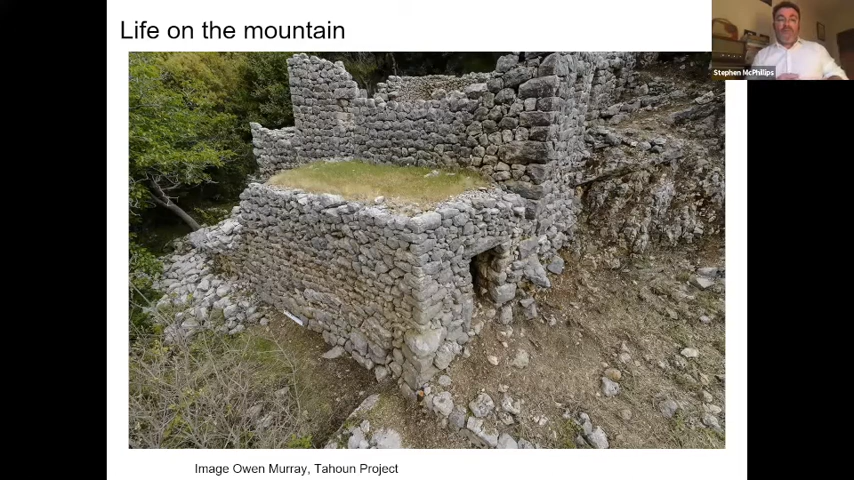 Life on the mountain
Stephen McPhillips
Image Owen Murray, Tahoun Project